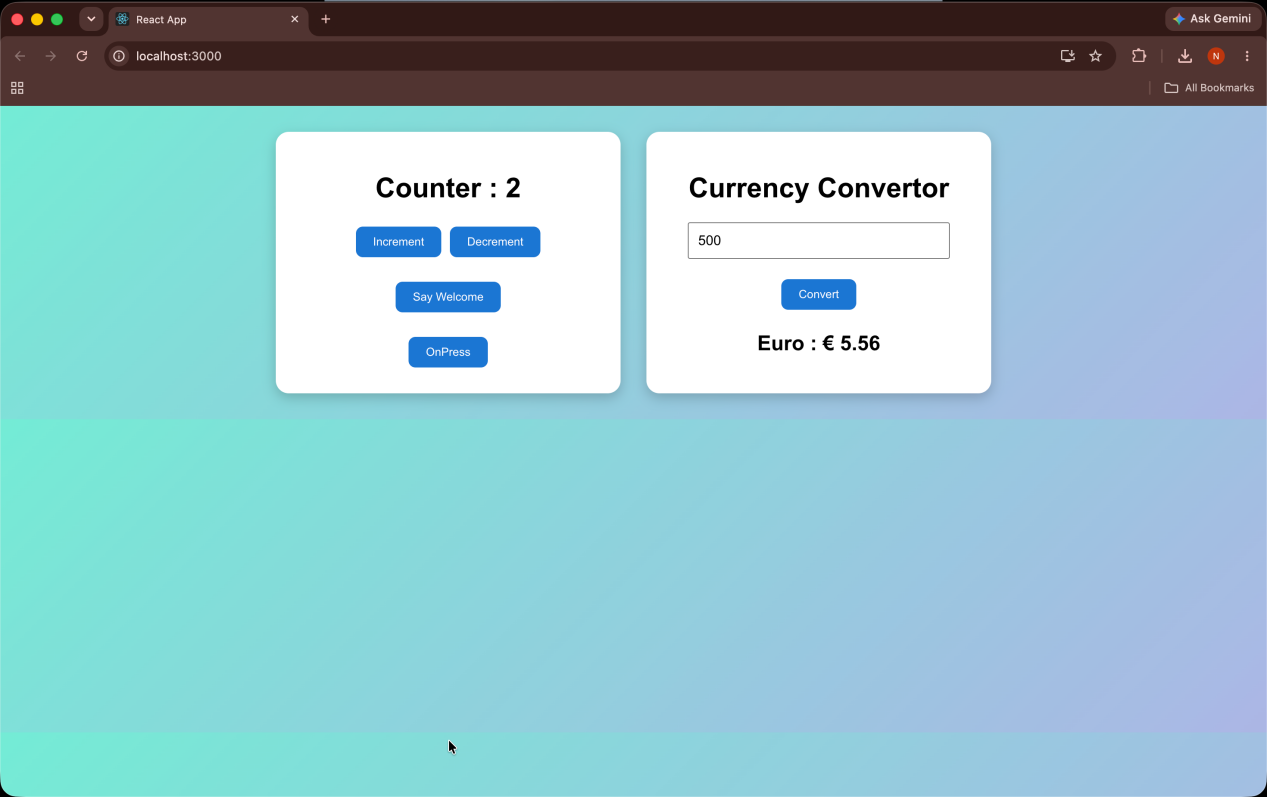 React App
Ask Gemini
localhost:3000
N
All Bookmarks
Counter : 2
Increment Decrement
Say Welcome
OnPress
Currency Convertor
500
Convert
Euro : € 5.56